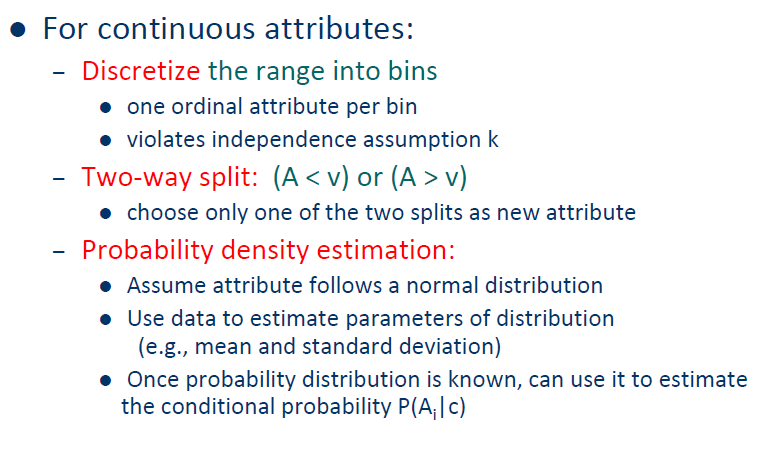 ● For continuous attributes:
– Discretize the range into bins
● one ordinal attribute per bin
● violates independence assumption k
– Two-way split: (A < v) or (A > v)
● choose only one of the two splits as new attribute
– Probability density estimation:
● Assume attribute follows a normal distribution
● Use data to estimate parameters of distribution
(e.g., mean and standard deviation)
● Once probability distribution is known, can use it to estimate
the conditional probability P(Aᵢ|c)